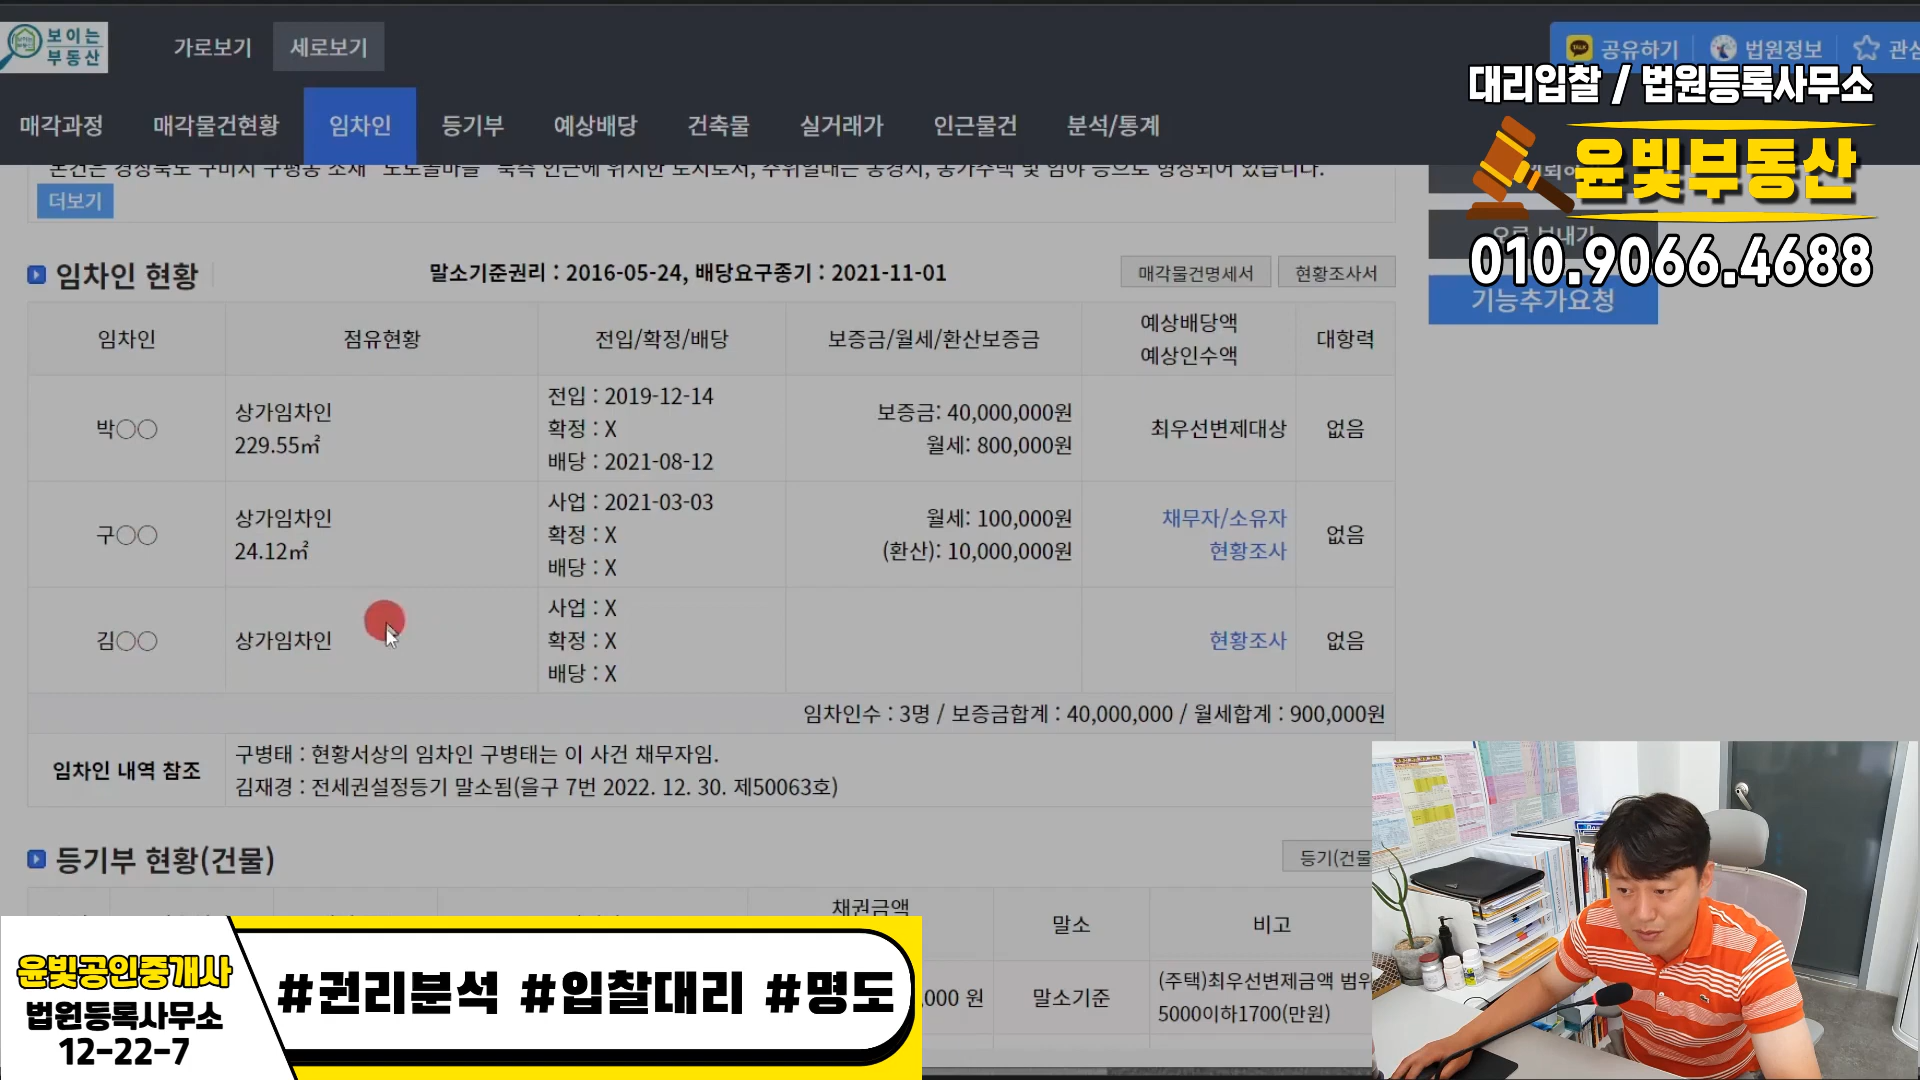 보이는
부동산
가로보기
세로보기
공유하기
법원정보
대리입찰 / 법원등록사무소
윤빛부동산
010.9066.4688
매각과정
매각물건현황
임차인
등기부
예상배당
건축물
실거래가
인근물건
분석/통계
더보기
기능추가요청
임차인 현황
말소기준권리 : 2016-05-24, 배당요구종기 : 2021-11-01
매각물건명세서
현황조사서
임차인
점유현황
전입/확정/배당
보증금/월세/환산보증금
예상배당액
예상인수액
대항력
박○○
상가임차인
229.55㎡
전입 : 2019-12-14
확정 : X
배당 : 2021-08-12
보증금: 40,000,000원
월세: 800,000원
최우선변제대상
없음
구○○
상가임차인
24.12㎡
사업 : 2021-03-03
확정 : X
배당 : X
월세: 100,000원
(환산): 10,000,000원
채무자/소유자
현황조사
없음
김○○
상가임차인
사업 : X
확정 : X
배당 : X
현황조사
없음
임차인수 : 3명 / 보증금합계 : 40,000,000 / 월세합계 : 900,000원
임차인 내역 참조
구병태 : 현황서상의 임차인 구병태는 이 사건 채무자임.
김재경 : 전세권설정등기 말소됨(을구 7번 2022. 12. 30. 제50063호)
등기부 현황(건물)
등기(건물
채권금액
말소
비고
000 원
말소기준
(주택)최우선변제금액 범위
5000이하1700(만원)
윤빛공인중개사
법원등록사무소
12-22-7
#권리분석 #입찰대리 #명도